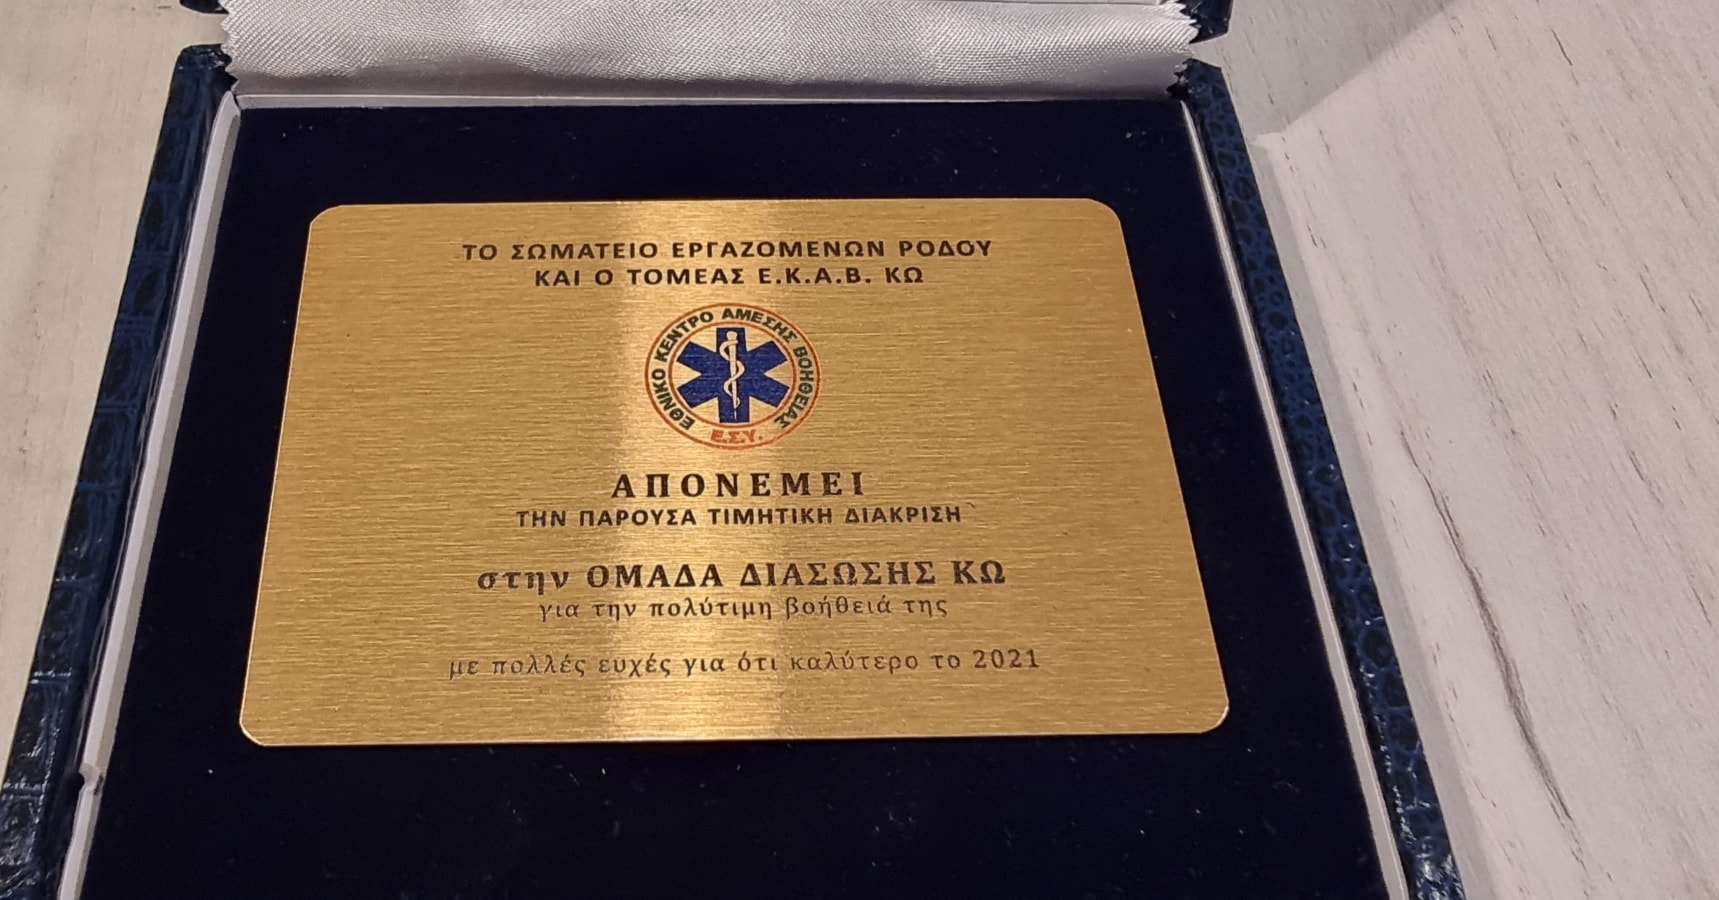 ΤΟ ΣΩΜΑΤΕΙΟ ΕΡΓΑΖΟΜΕΝΩΝ ΡΟΔΟΥ
ΚΑΙ Ο ΤΟΜΕΑΣ Ε.Κ.Α.Β. ΚΩ
ΕΘΝΙΚΟ ΚΕΝΤΡΟ ΑΜΕΣΗΣ ΒΟΗΘΕΙΑΣ
Ε.Σ.Υ.
ΑΠΟΝΕΜΕΙ
ΤΗΝ ΠΑΡΟΥΣΑ ΤΙΜΗΤΙΚΗ ΔΙΑΚΡΙΣΗ`
στην ΟΜΑΔΑ ΔΙΑΣΩΣΗΣ ΚΩ
για την πολύτιμη βοήθειά της
με πολλές ευχές για ότι καλύτερο το 2021